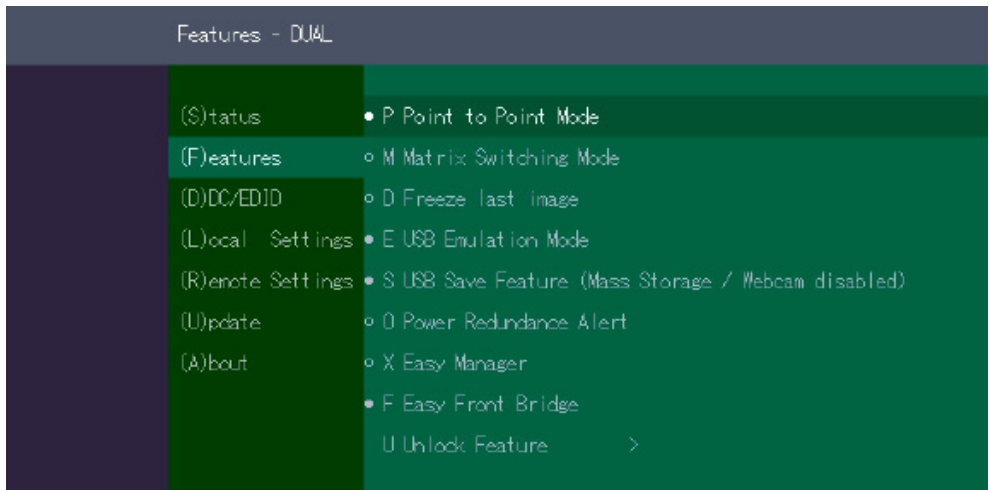 Features - DUAL
(S)tatus
(F)eatures
(D)DC/EDID
(L)ocal Settings
(R)emote Settings
(U)pdate
(A)bout
• P Point to Point Mode
○ M Matrix Switching Mode
○ D Freeze last image
• E USB Emulation Mode
• S USB Save Feature (Mass Storage / Webcam disabled)
○ O Power Redundance Alert
○ X Easy Manager
• F Easy Front Bridge
U Unlock Feature >